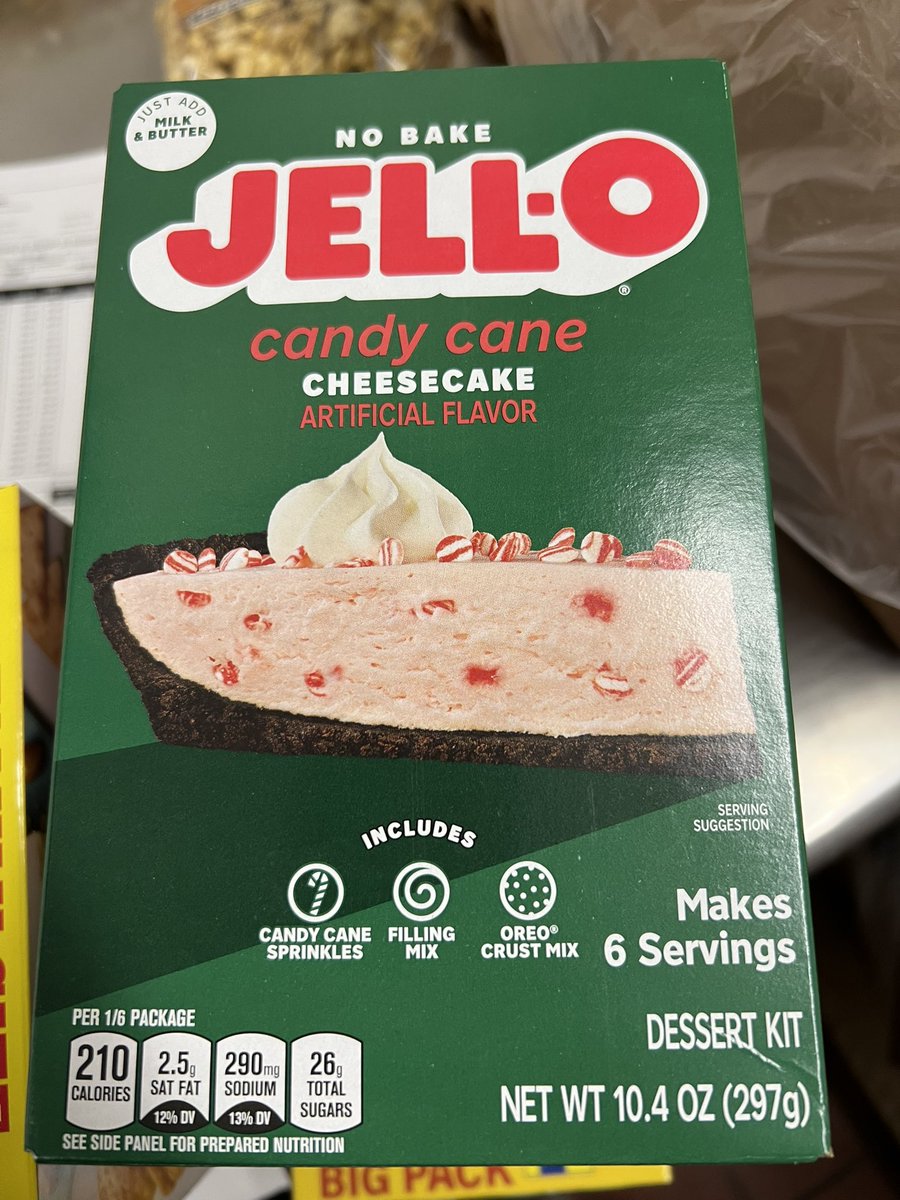 JUST ADD
MILK
& BUTTER
NO BAKE
JELL-O®
candy cane
CHEESECAKE
ARTIFICIAL FLAVOR
SERVING
SUGGESTION
INCLUDES
CANDY CANE
SPRINKLES
FILLING
MIX
OREO®
CRUST MIX
Makes
6 Servings
DESSERT KIT
NET WT 10.4 OZ (297g)
PER 1/6 PACKAGE
210
CALORIES
2.5g
SAT FAT
12% DV
290mg
SODIUM
13% DV
26g
TOTAL
SUGARS
SEE SIDE PANEL FOR PREPARED NUTRITION
BIG PACK